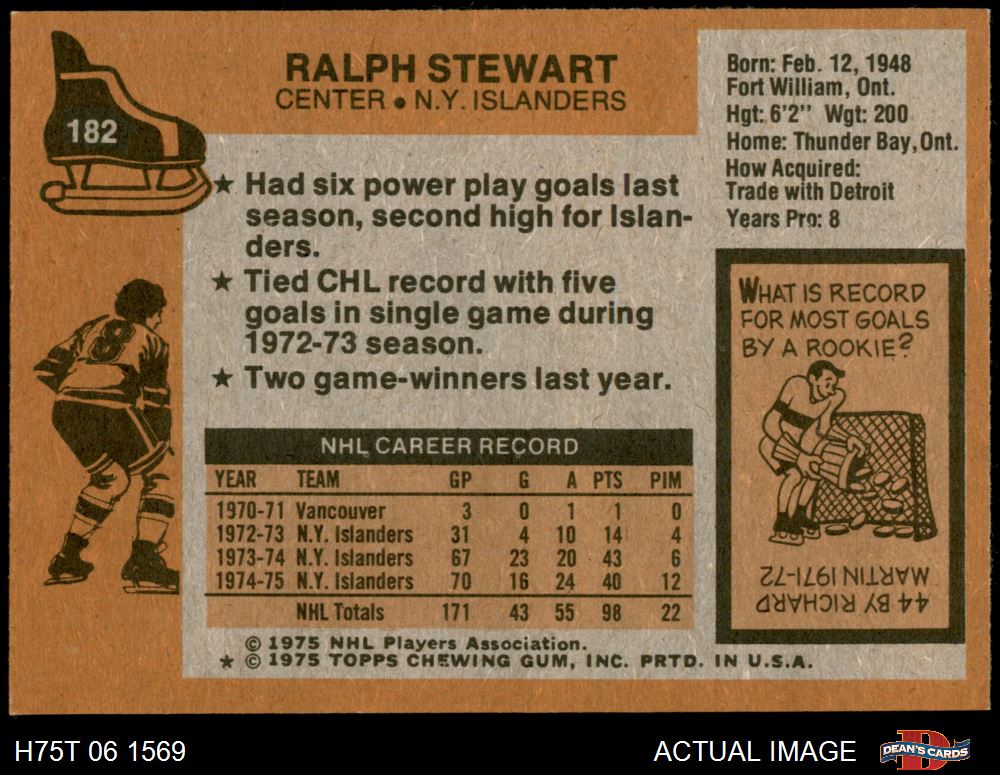 182
RALPH STEWART
CENTER • N.Y. ISLANDERS
Born: Feb. 12, 1948
Fort William, Ont.
Hgt: 6'2" Wgt: 200
Home: Thunder Bay, Ont.
How Acquired:
Trade with Detroit
Years Pro: 8
★ Had six power play goals last
season, second high for Islan-
ders.
★ Tied CHL record with five
goals in single game during
1972-73 season.
★ Two game-winners last year.
8
WHAT IS RECORD
FOR MOST GOALS
BY A ROOKIE?
44 BY RICHARD
MARTIN 1971-72
NHL CAREER RECORD
YEAR TEAM GP G A PTS PIM
1970-71 Vancouver 3 0 1 1 0
1972-73 N.Y. Islanders 31 4 10 14 4
1973-74 N.Y. Islanders 67 23 20 43 6
1974-75 N.Y. Islanders 70 16 24 40 12
NHL Totals 171 43 55 98 22
© 1975 NHL Players Association.
★ © 1975 TOPPS CHEWING GUM, INC. PRTD. IN U.S.A.
H75T 06 1569
ACTUAL IMAGE
D
DEAN'S CARDS